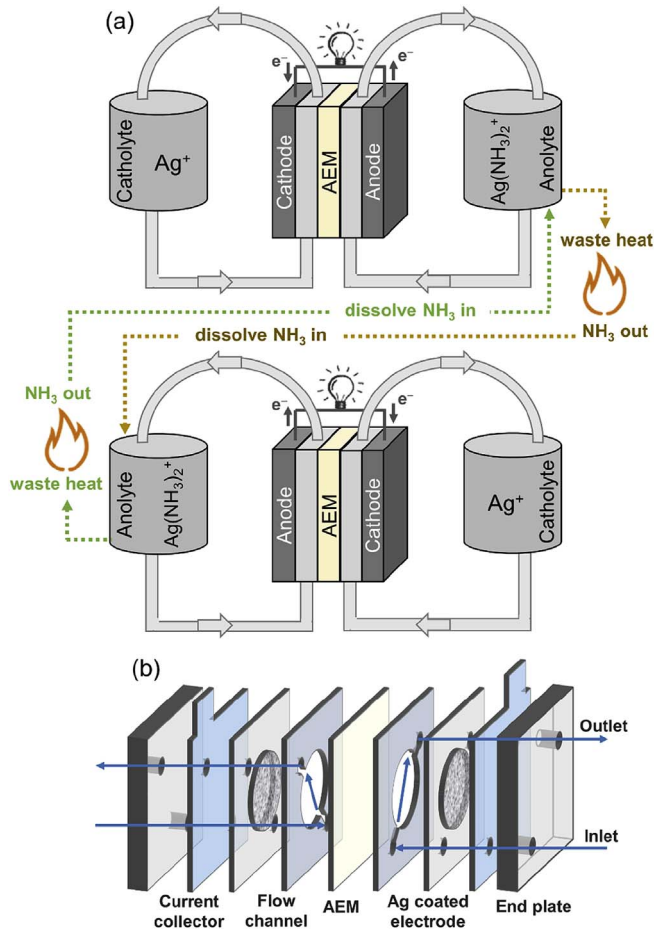 (a)
e⁻
e⁻
Catholyte
Ag⁺
Cathode
AEM
Anode
Ag(NH₃)₂⁺
Anolyte
waste heat
dissolve NH₃ in
dissolve NH₃ in
NH₃ out
NH₃ out
waste heat
e⁻
e⁻
Anolyte
Ag(NH₃)₂⁺
Anode
AEM
Cathode
Ag⁺
Catholyte
(b)
Outlet
Inlet
Current
collector
Flow
channel
AEM
Ag coated
electrode
End plate